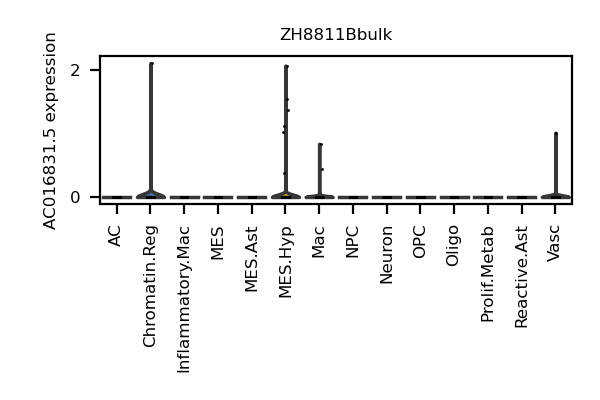 ZH8811Bbulk
AC016831.5 expression
2
0
AC
Chromatin.Reg
Inflammatory.Mac
MES
MES.Ast
MES.Hyp
Mac
NPC
Neuron
OPC
Oligo
Prolif.Metab
Reactive.Ast
Vasc